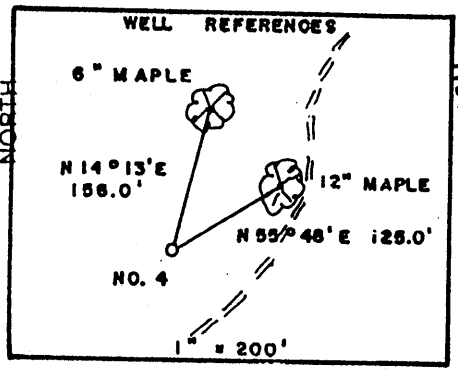 WELL REFERENCES
6" MAPLE
NORTH
N 14° 13' E
156.0'
12" MAPLE
N 55° 48' E 125.0'
NO. 4
1" = 200'